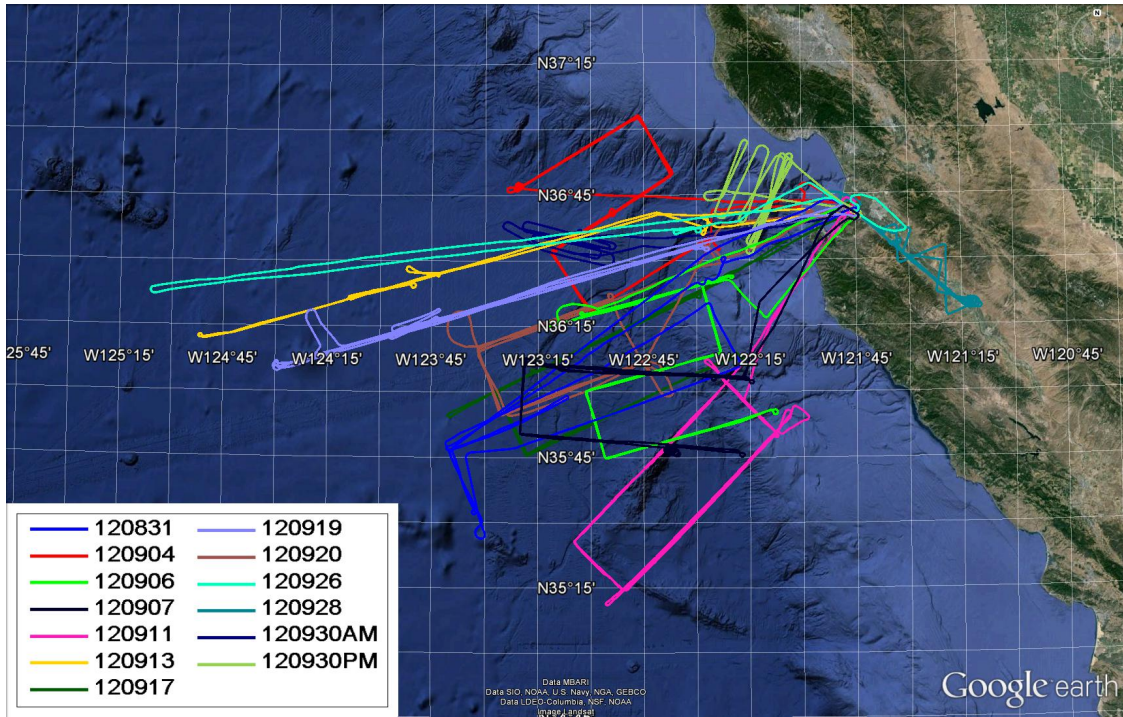 N
N37°15'
N36°45'
N36°15'
25°45' W125°15' W124°45' W124°15' W123°45' W123°15' W122°45' W122°15' W121°45' W121°15' W120°45'
N35°45'
N35°15'
120831 120919
120904 120920
120906 120926
120907 120928
120911 120930AM
120913 120930PM
120917
Data MBARI
Data SIO, NOAA, U.S. Navy, NGA, GEBCO
Data LDEO-Columbia, NSF, NOAA
Image Landsat
Google earth